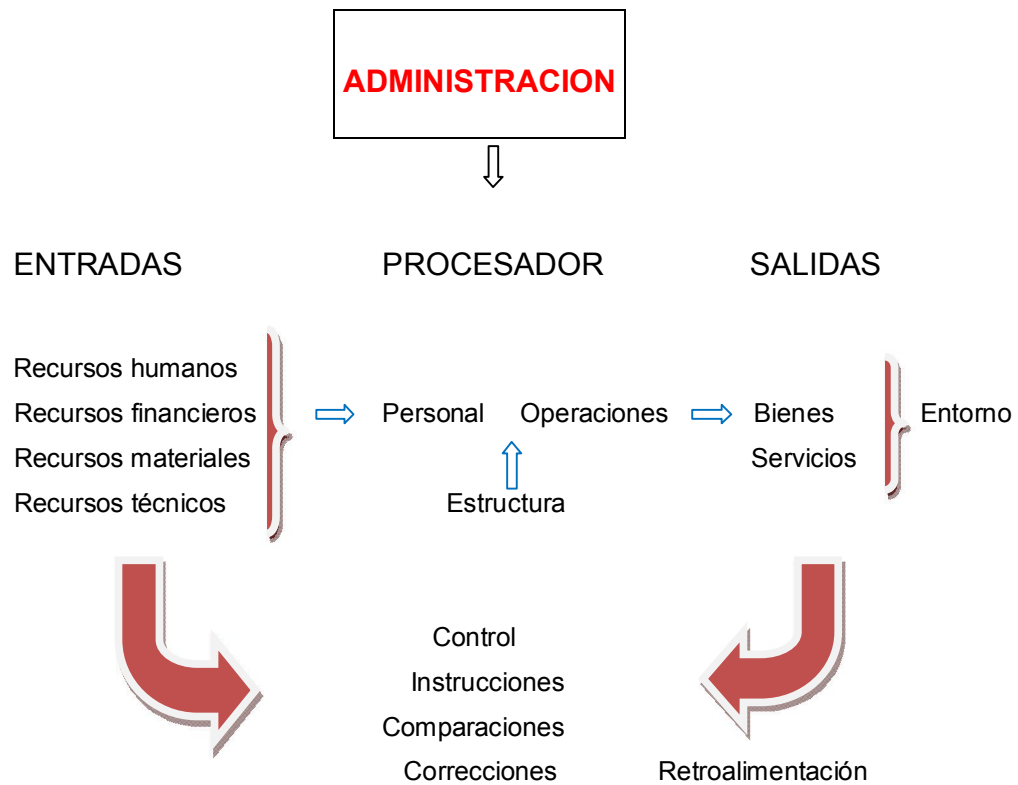 ADMINISTRACION
ENTRADAS PROCESADOR SALIDAS
Recursos humanos
Recursos financieros Personal Operaciones Bienes Entorno
Recursos materiales Servicios
Recursos técnicos Estructura
Control
Instrucciones
Comparaciones
Correcciones Retroalimentación